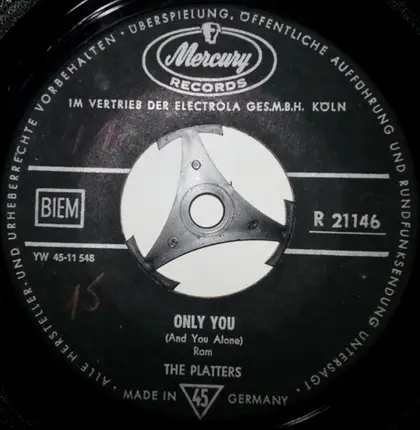 ALLE HERSTELLER- UND URHEBERRECHTE VORBEHALTEN · ÜBERSPIELUNG, ÖFFENTLICHE AUFFÜHRUNG UND RUNDFUNKSENDUNG UNTERSAGT ·
Mercury
RECORDS
IM VERTRIEB DER ELECTROLA GES.M.B.H. KÖLN
BIEM
R 21146
YW 45-11 548
15
ONLY YOU
(And You Alone)
Ram
THE PLATTERS
MADE IN 45 GERMANY